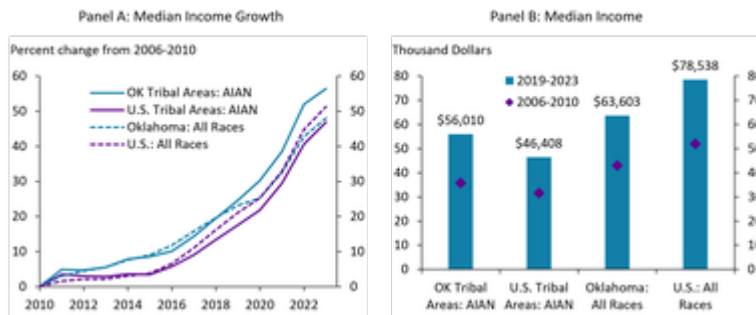 Panel A: Median Income Growth
Percent change from 2006-2010
60
50
40
30
20
10
0
OK Tribal Areas: AIAN
U.S. Tribal Areas: AIAN
Oklahoma: All Races
U.S.: All Races
60
50
40
30
20
10
0
2010 2012 2014 2016 2018 2020 2022
Panel B: Median Income
Thousand Dollars
80
70
60
50
40
30
20
10
0
2019-2023
2006-2010
$56,010
$46,408
$63,603
$78,538
OK Tribal Areas: AIAN
U.S. Tribal Areas: AIAN
Oklahoma: All Races
U.S.: All Races